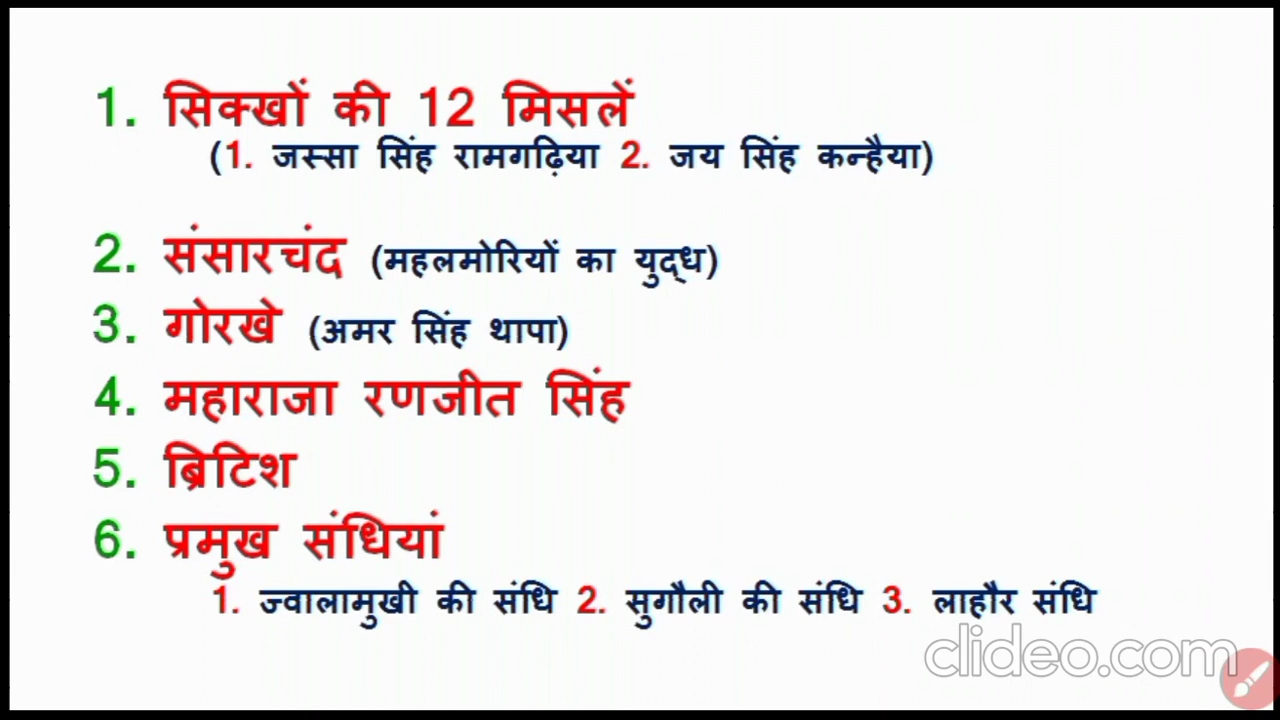 1. सिक्खों की 12 मिसलें
(1. जस्सा सिंह रामगढ़िया 2. जय सिंह कन्हैया)
2. संसारचंद (महलमोरियों का युद्ध)
3. गोरखे (अमर सिंह थापा)
4. महाराजा रणजीत सिंह
5. ब्रिटिश
6. प्रमुख संधियां
1. ज्वालामुखी की संधि 2. सुगौली की संधि 3. लाहौर संधि
clideo.com